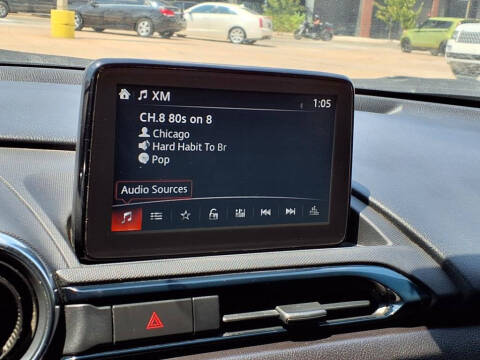 XM
1:05
CH.8 80s on 8
Chicago
Hard Habit To Br
Pop
Audio Sources